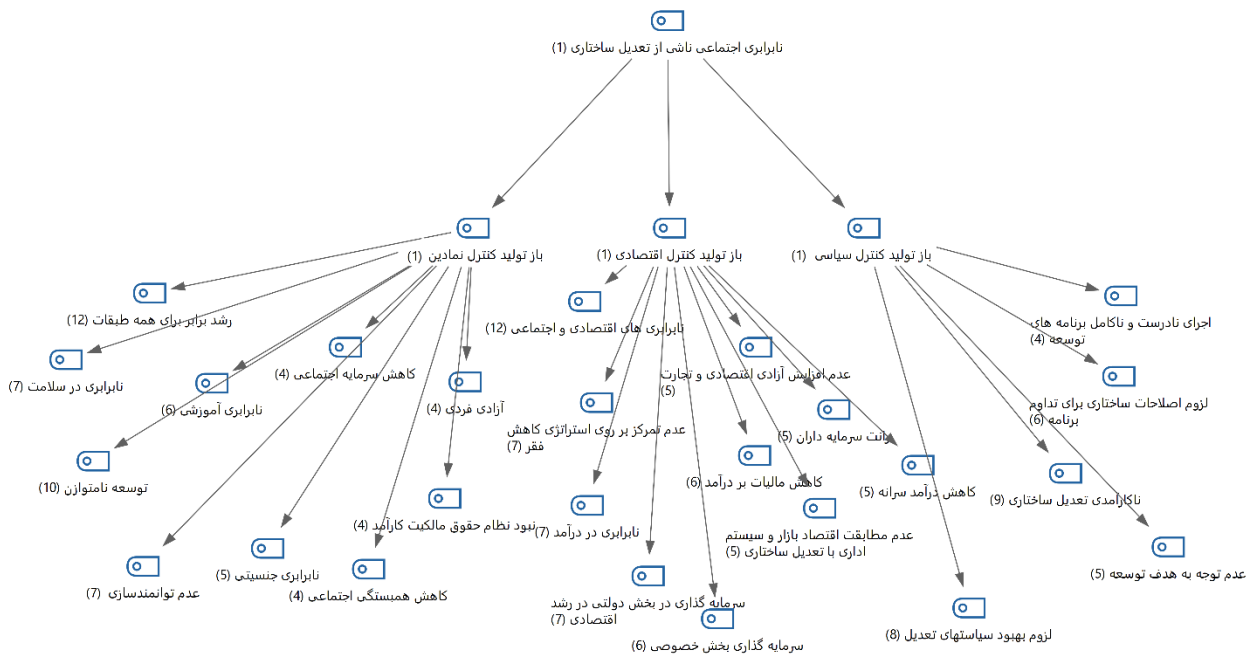 نابرابری اجتماعی ناشی از تعدیل ساختاری (1)
باز تولید کنترل سیاسی (1)
باز تولید کنترل اقتصادی (1)
باز تولید کنترل نمادین (1)
اجرای نادرست و ناکامل برنامه های
توسعه (4)
لزوم اصلاحات ساختاری برای تداوم
برنامه (6)
ناکارآمدی تعدیل ساختاری (9)
عدم توجه به هدف توسعه (5)
لزوم بهبود سیاستهای تعدیل (8)
نابرابری های اقتصادی و اجتماعی (12)
عدم افزایش آزادی اقتصادی و تجارت
(5)
رانت سرمایه داران (5)
عدم تمرکز بر روی استراتژی کاهش
فقر (7)
کاهش مالیات بر درآمد (6)
کاهش درآمد سرانه (5)
نابرابری در درآمد (7)
عدم مطابقت اقتصاد بازار و سیستم
اداری با تعدیل ساختاری (5)
سرمایه گذاری در بخش دولتی در رشد
اقتصادی (7)
سرمایه گذاری بخش خصوصی (6)
رشد برابر برای همه طبقات (12)
نابرابری در سلامت (7)
کاهش سرمایه اجتماعی (4)
نابرابری آموزشی (6)
آزادی فردی (4)
توسعه نامتوازن (10)
نبود نظام حقوق مالکیت کارآمد (4)
عدم توانمندسازی (7)
نابرابری جنسیتی (5)
کاهش همبستگی اجتماعی (4)